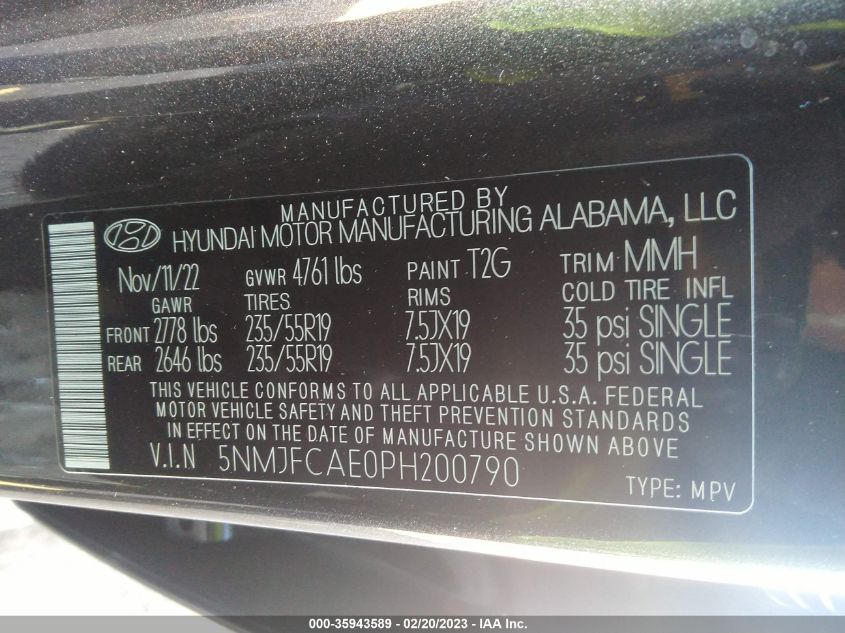 MANUFACTURED BY
HYUNDAI MOTOR MANUFACTURING ALABAMA, LLC
Nov/11/22 GVWR 4761 lbs PAINT T2G TRIM MMH
GAWR TIRES RIMS COLD TIRE INFL
FRONT 2778 lbs 235/55R19 7.5JX19 35 psi SINGLE
REAR 2646 lbs 235/55R19 7.5JX19 35 psi SINGLE
THIS VEHICLE CONFORMS TO ALL APPLICABLE U.S.A. FEDERAL
MOTOR VEHICLE SAFETY AND THEFT PREVENTION STANDARDS
IN EFFECT ON THE DATE OF MANUFACTURE SHOWN ABOVE
V.I.N 5NMJFCAE0PH200790
TYPE: MPV
000-35943589 - 02/20/2023 - IAA Inc.